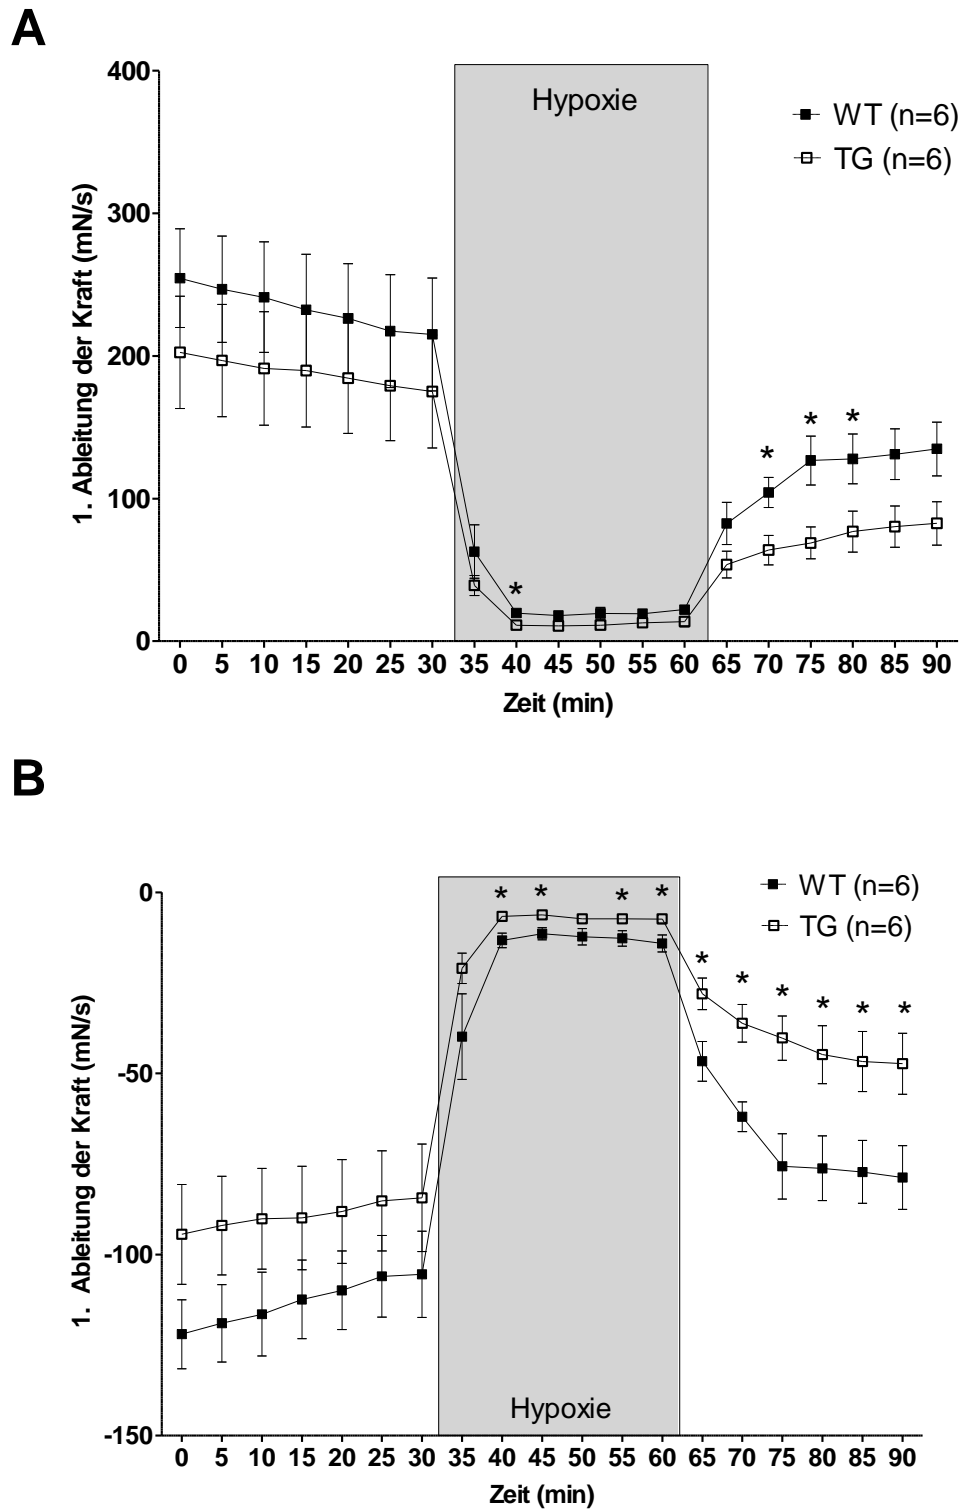 A
400
Hypoxie
WT (n=6)
TG (n=6)
300
200
100
0
1. Ableitung der Kraft (mN/s)
*
*
*
*
0 5 10 15 20 25 30 35 40 45 50 55 60 65 70 75 80 85 90
Zeit (min)
B
WT (n=6)
TG (n=6)
0
-50
-100
-150
1. Ableitung der Kraft (mN/s)
* * * *
* * * * * *
Hypoxie
0 5 10 15 20 25 30 35 40 45 50 55 60 65 70 75 80 85 90
Zeit (min)